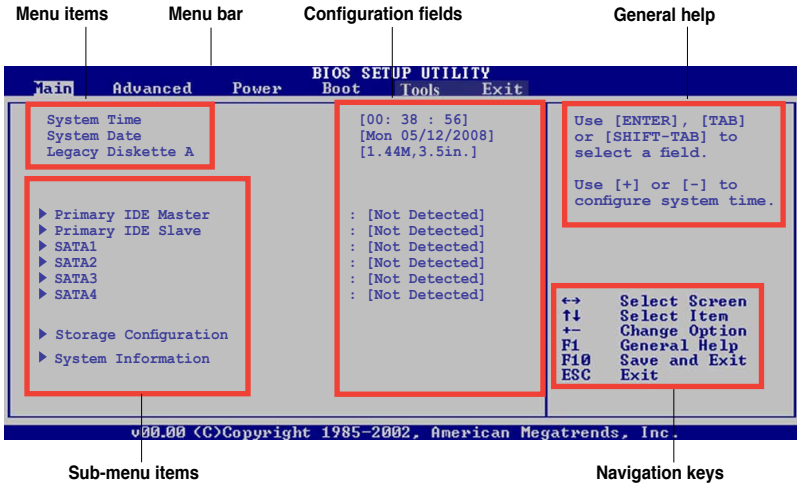 Menu items Menu bar Configuration fields General help
BIOS SETUP UTILITY
Main Advanced Power Boot Tools Exit
System Time [00: 38 : 56]
System Date [Mon 05/12/2008]
Legacy Diskette A [1.44M,3.5in.]
Primary IDE Master : [Not Detected]
Primary IDE Slave : [Not Detected]
SATA1 : [Not Detected]
SATA2 : [Not Detected]
SATA3 : [Not Detected]
SATA4 : [Not Detected]
Storage Configuration
System Information
Use [ENTER], [TAB]
or [SHIFT-TAB] to
select a field.
Use [+] or [-] to
configure system time.
↔ Select Screen
↑↓ Select Item
+- Change Option
F1 General Help
F10 Save and Exit
ESC Exit
v00.00 (C)Copyright 1985-2002, American Megatrends, Inc.
Sub-menu items Navigation keys